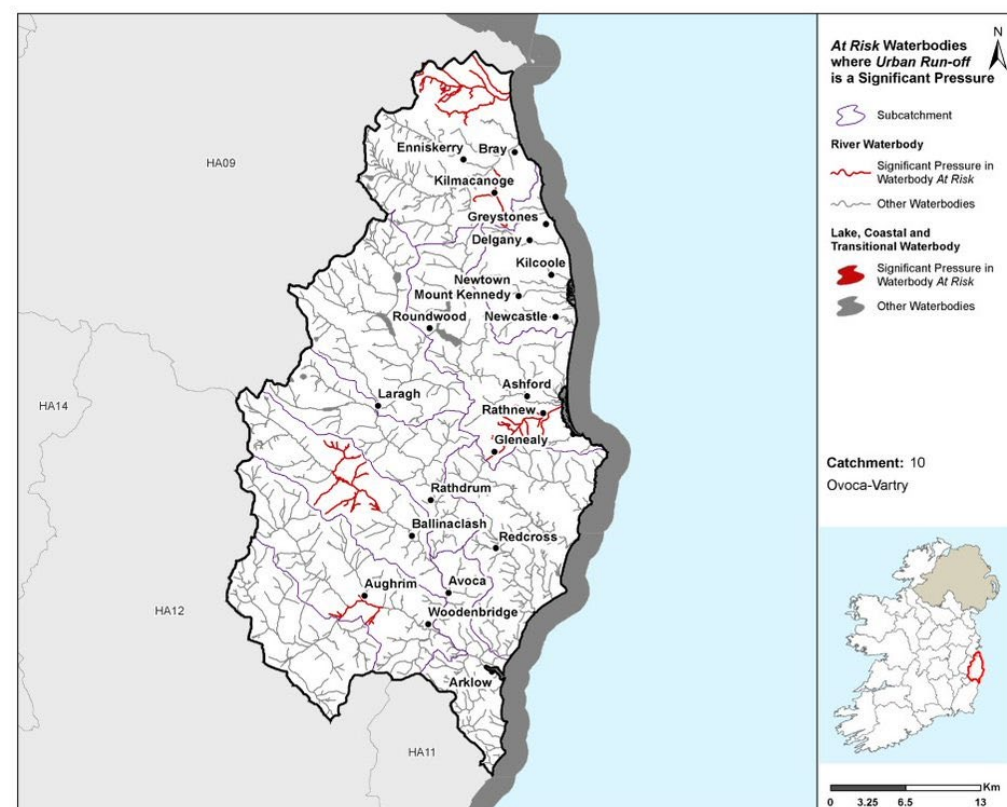 HA09
HA14
HA12
HA11
Enniskerry
Bray
Kilmacanoge
Greystones
Delgany
Kilcoole
Newtown
Mount Kennedy
Roundwood
Newcastle
Laragh
Ashford
Rathnew
Glenealy
Rathdrum
Ballinaclash
Redcross
Aughrim
Avoca
Woodenbridge
Arklow
At Risk Waterbodies
where Urban Run-off
is a Significant Pressure
N
Subcatchment
River Waterbody
Significant Pressure in
Waterbody At Risk
Other Waterbodies
Lake, Coastal and
Transitional Waterbody
Significant Pressure in
Waterbody At Risk
Other Waterbodies
Catchment: 10
Ovoca-Vartry
Km
0 3.25 6.5 13